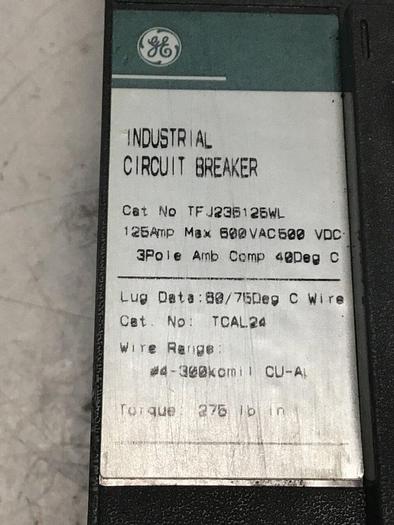 GE
INDUSTRIAL
CIRCUIT BREAKER
Cat No TFJ236125WL
125Amp Max 600VAC500 VDC
3Pole Amb Comp 40Deg C
Lug Data:60/75Deg C Wire
Cat. No: TCAL24
Wire Range:
#4-300kcmil CU-AL
Torque: 275 lb in